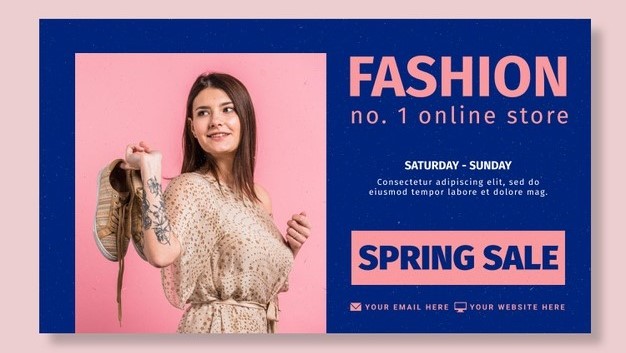 FASHION
no. 1 online store
SATURDAY - SUNDAY
Consectetur adipiscing elit, sed do
eiusmod tempor labore et dolore mag.
SPRING SALE
YOUR EMAIL HERE YOUR WEBSITE HERE